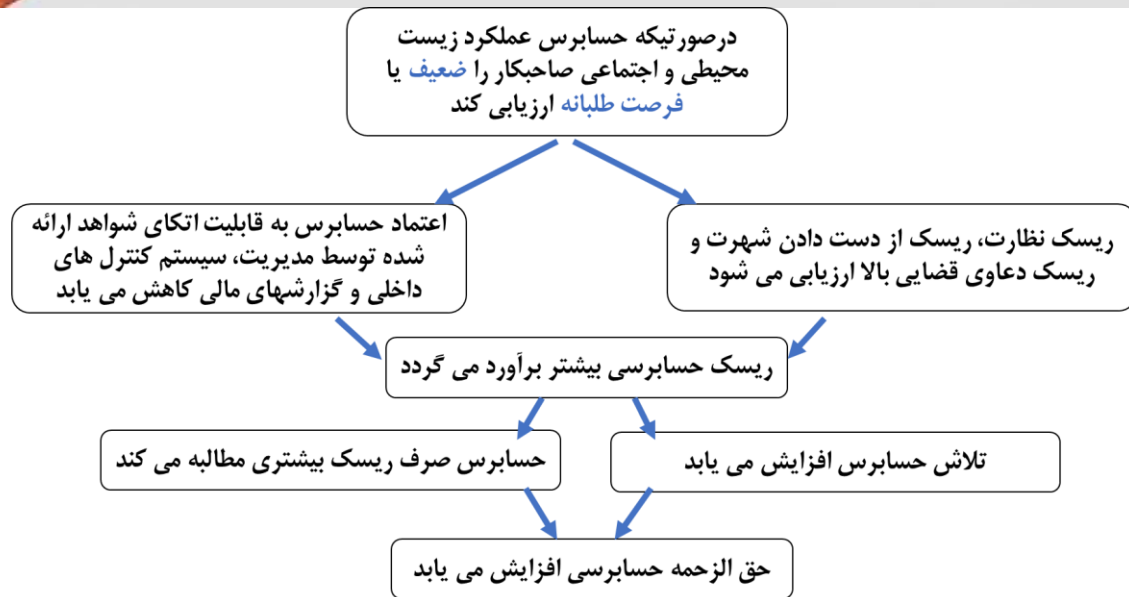 درصورتیکه حسابرس عملکرد زیست
محیطی و اجتماعی صاحبکار را ضعیف یا
فرصت طلبانه ارزیابی کند
ریسک نظارت، ریسک از دست دادن شهرت و
ریسک دعاوی قضایی بالا ارزیابی می شود
اعتماد حسابرس به قابلیت اتکای شواهد ارائه
شده توسط مدیریت، سیستم کنترل های
داخلی و گزارشهای مالی کاهش می یابد
ریسک حسابرسی بیشتر برآورد می گردد
تلاش حسابرس افزایش می یابد
حسابرس صرف ریسک بیشتری مطالبه می کند
حق الزحمه حسابرسی افزایش می یابد